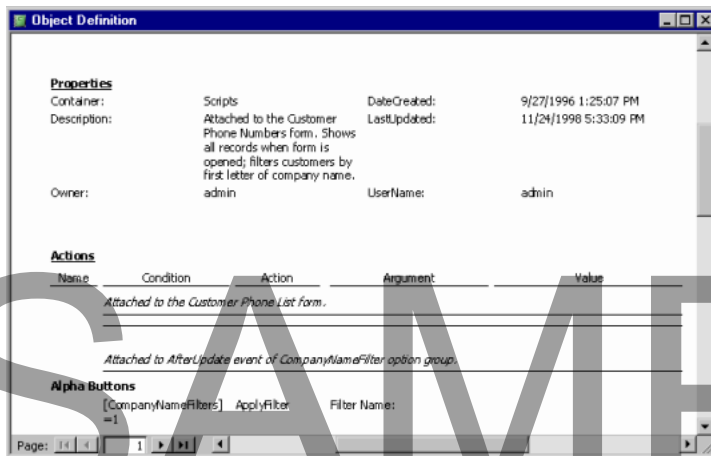 Object Definition
Properties
Container: Scripts DateCreated: 9/27/1996 1:25:07 PM
Description: Attached to the Customer LastUpdated: 11/24/1998 5:33:09 PM
Phone Numbers form. Shows
all records when form is
opened; filters customers by
first letter of company name.
Owner: admin UserName: admin
Actions
Name Condition Action Argument Value
Attached to the Customer Phone List form.
Attached to AfterUpdate event of CompanyNameFilter option group.
Alpha Buttons
[CompanyNameFilters] ApplyFilter Filter Name:
=1
Page: 1
SAMP